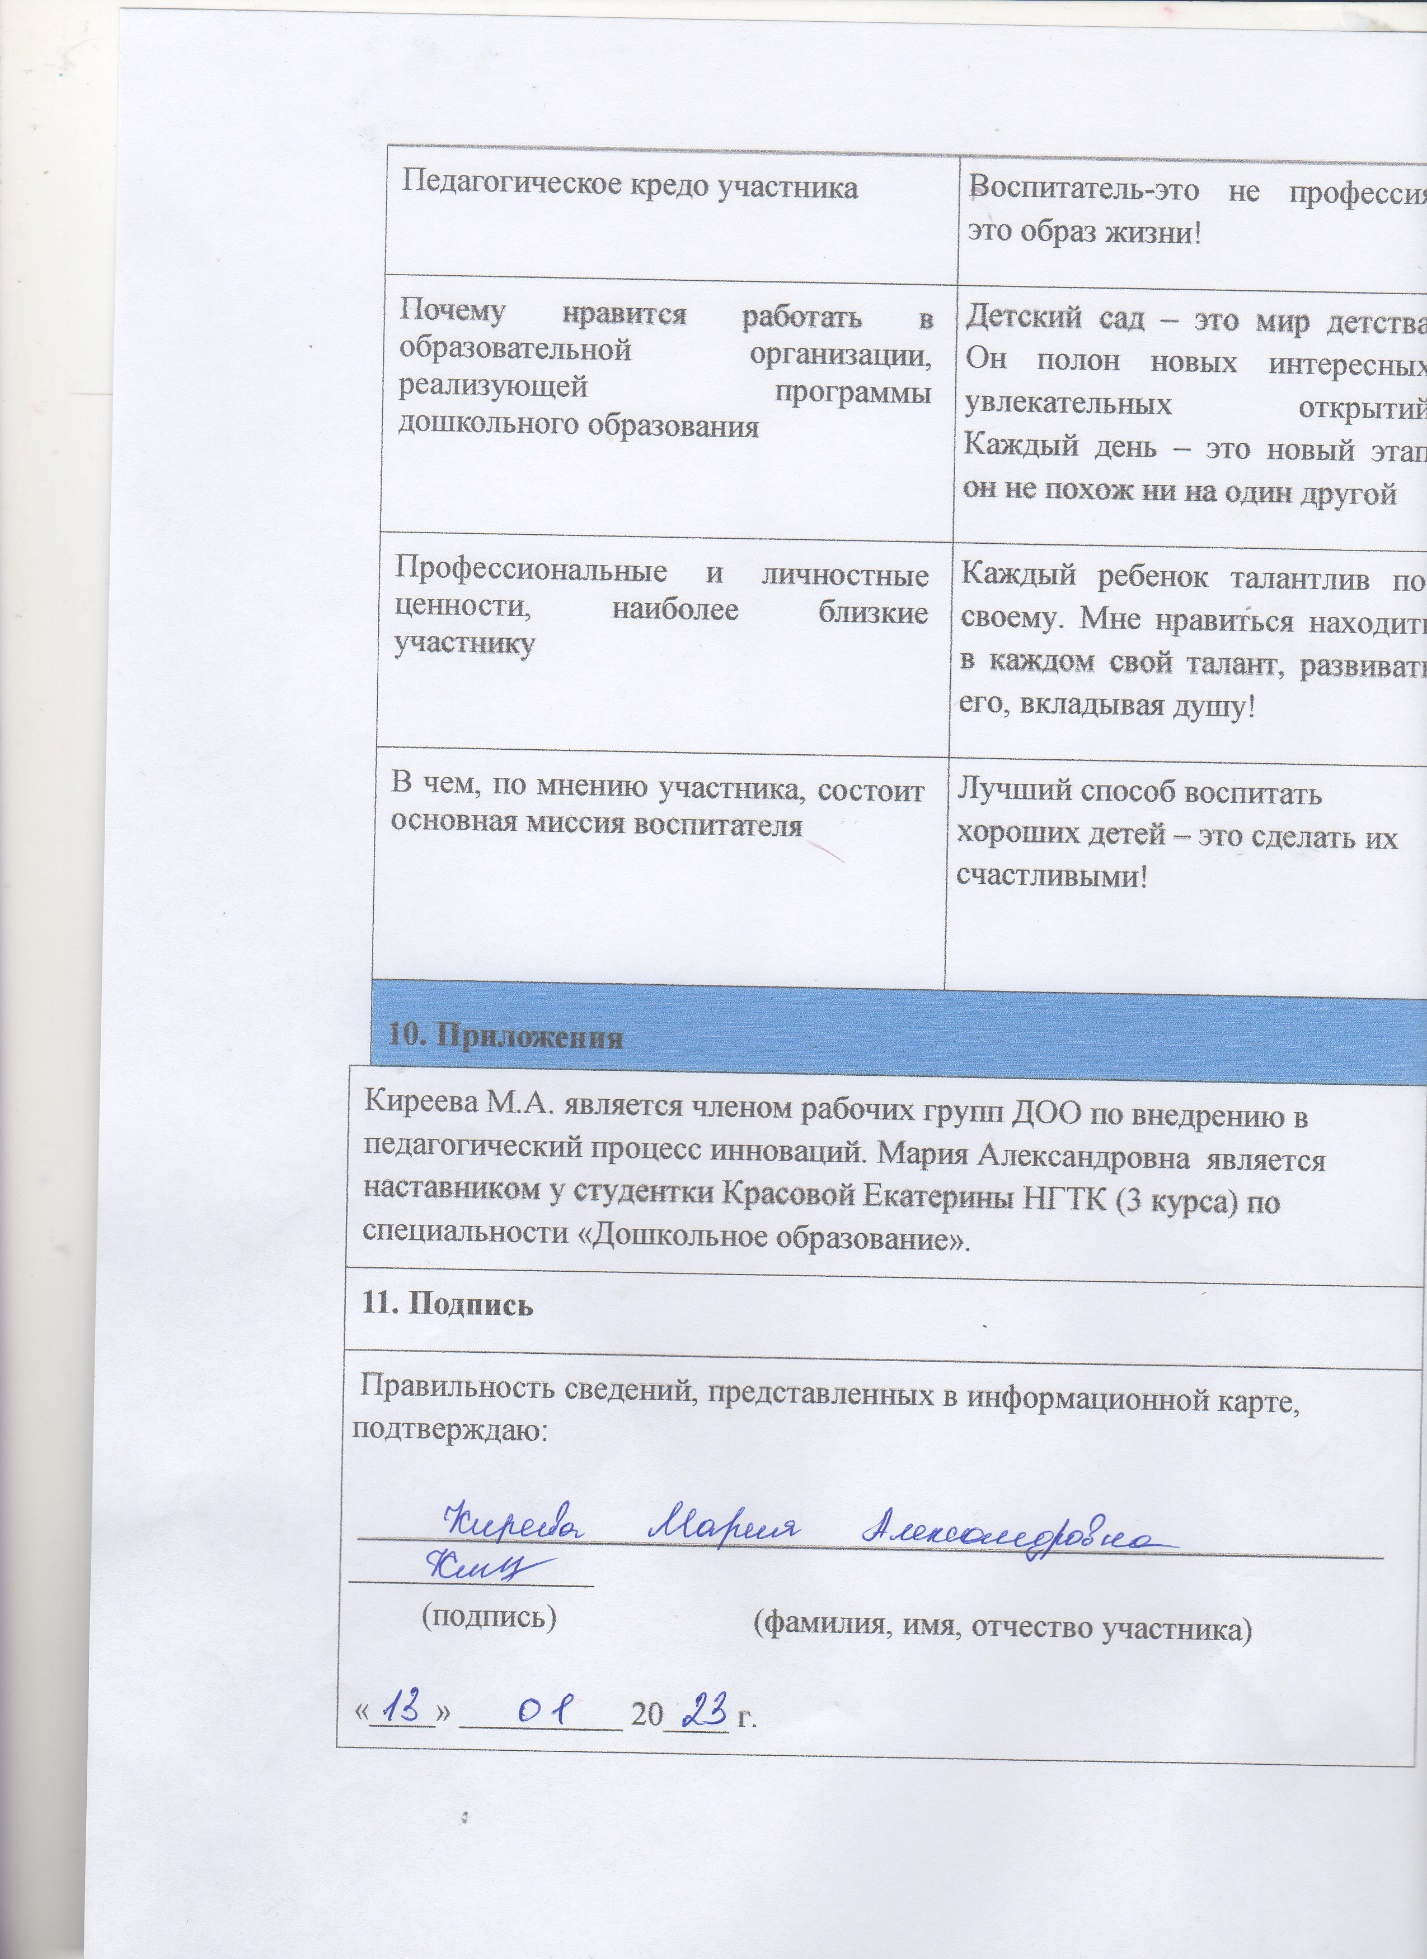 Педагогическое кредо участника
Воспитатель-это не профессия
это образ жизни!
Почему нравится работать в
образовательной организации,
реализующей программы
дошкольного образования
Детский сад – это мир детства
Он полон новых интересных
увлекательных открытий
Каждый день – это новый этап
он не похож ни на один другой
Профессиональные и личностные
ценности, наиболее близкие
участнику
Каждый ребенок талантлив по
своему. Мне нравиться находить
в каждом свой талант, развивать
его, вкладывая душу!
В чем, по мнению участника, состоит
основная миссия воспитателя
Лучший способ воспитать
хороших детей – это сделать их
счастливыми!
10. Приложения
Киреева М.А. является членом рабочих групп ДОО по внедрению в
педагогический процесс инноваций. Мария Александровна является
наставником у студентки Красовой Екатерины НГТК (3 курса) по
специальности «Дошкольное образование».
11. Подпись
Правильность сведений, представленных в информационной карте,
подтверждаю:
Киреева Мария Александровна
(подпись) (фамилия, имя, отчество участника)
«13» 01 2023 г.